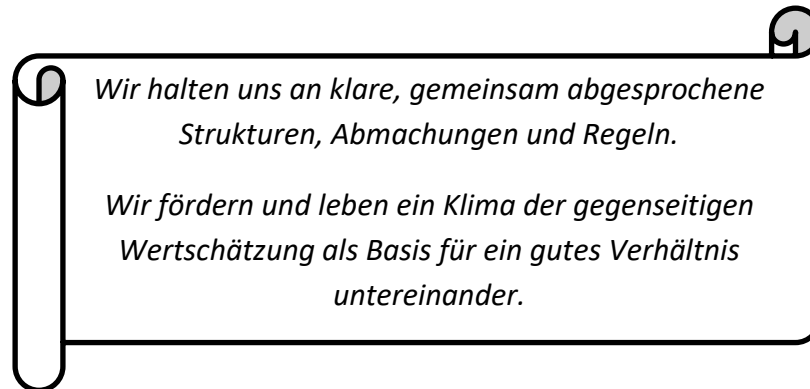 Wir halten uns an klare, gemeinsam abgesprochene
Strukturen, Abmachungen und Regeln.
Wir fördern und leben ein Klima der gegenseitigen
Wertschätzung als Basis für ein gutes Verhältnis
untereinander.